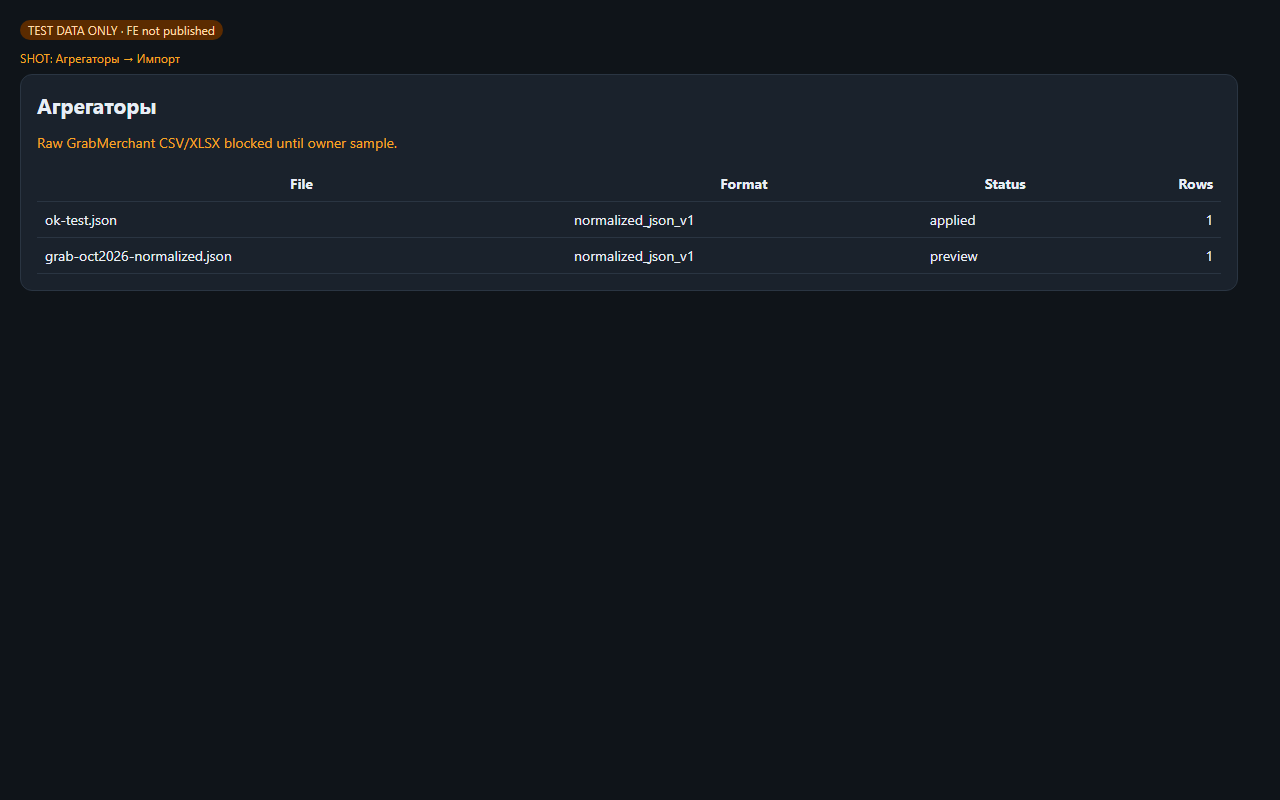 TEST DATA ONLY · FE not published
SHOT: Агрегаторы → Импорт
Агрегаторы
Raw GrabMerchant CSV/XLSX blocked until owner sample.
File Format Status Rows
ok-test.json normalized_json_v1 applied 1
grab-oct2026-normalized.json normalized_json_v1 preview 1